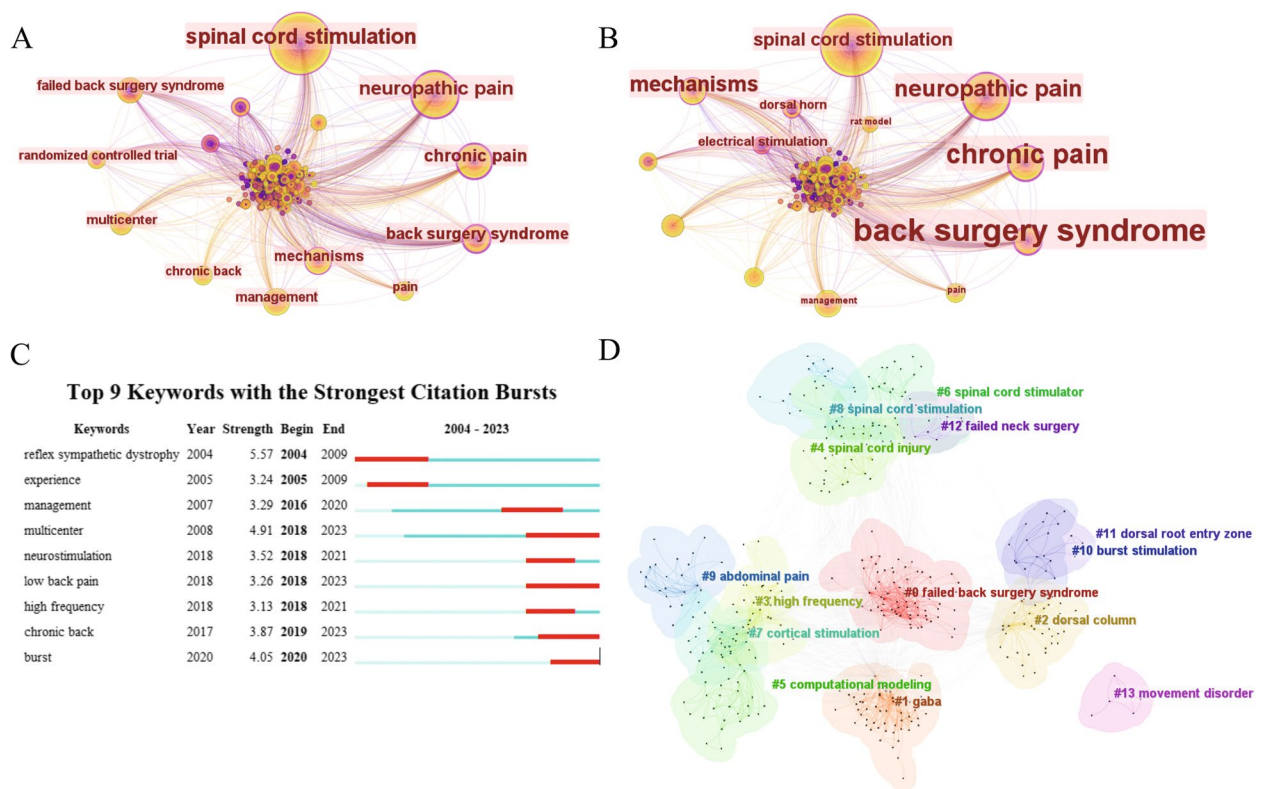 A
spinal cord stimulation
failed back surgery syndrome
neuropathic pain
randomized controlled trial
chronic pain
multicenter
back surgery syndrome
mechanisms
chronic back
management
pain
B
spinal cord stimulation
mechanisms
neuropathic pain
dorsal horn
rat model
electrical stimulation
chronic pain
back surgery syndrome
management
pain
C
Top 9 Keywords with the Strongest Citation Bursts
Keywords Year Strength Begin End 2004 - 2023
reflex sympathetic dystrophy 2004 5.57 2004 2009
experience 2005 3.24 2005 2009
management 2007 3.29 2016 2020
multicenter 2008 4.91 2018 2023
neurostimulation 2018 3.52 2018 2021
low back pain 2018 3.26 2018 2023
high frequency 2018 3.13 2018 2021
chronic back 2017 3.87 2019 2023
burst 2020 4.05 2020 2023
D
#6 spinal cord stimulator
#8 spinal cord stimulation
#12 failed neck surgery
#4 spinal cord injury
#11 dorsal root entry zone
#10 burst stimulation
#9 abdominal pain
#0 failed back surgery syndrome
#3 high frequency
#2 dorsal column
#7 cortical stimulation
#5 computational modeling
#1 gaba
#13 movement disorder